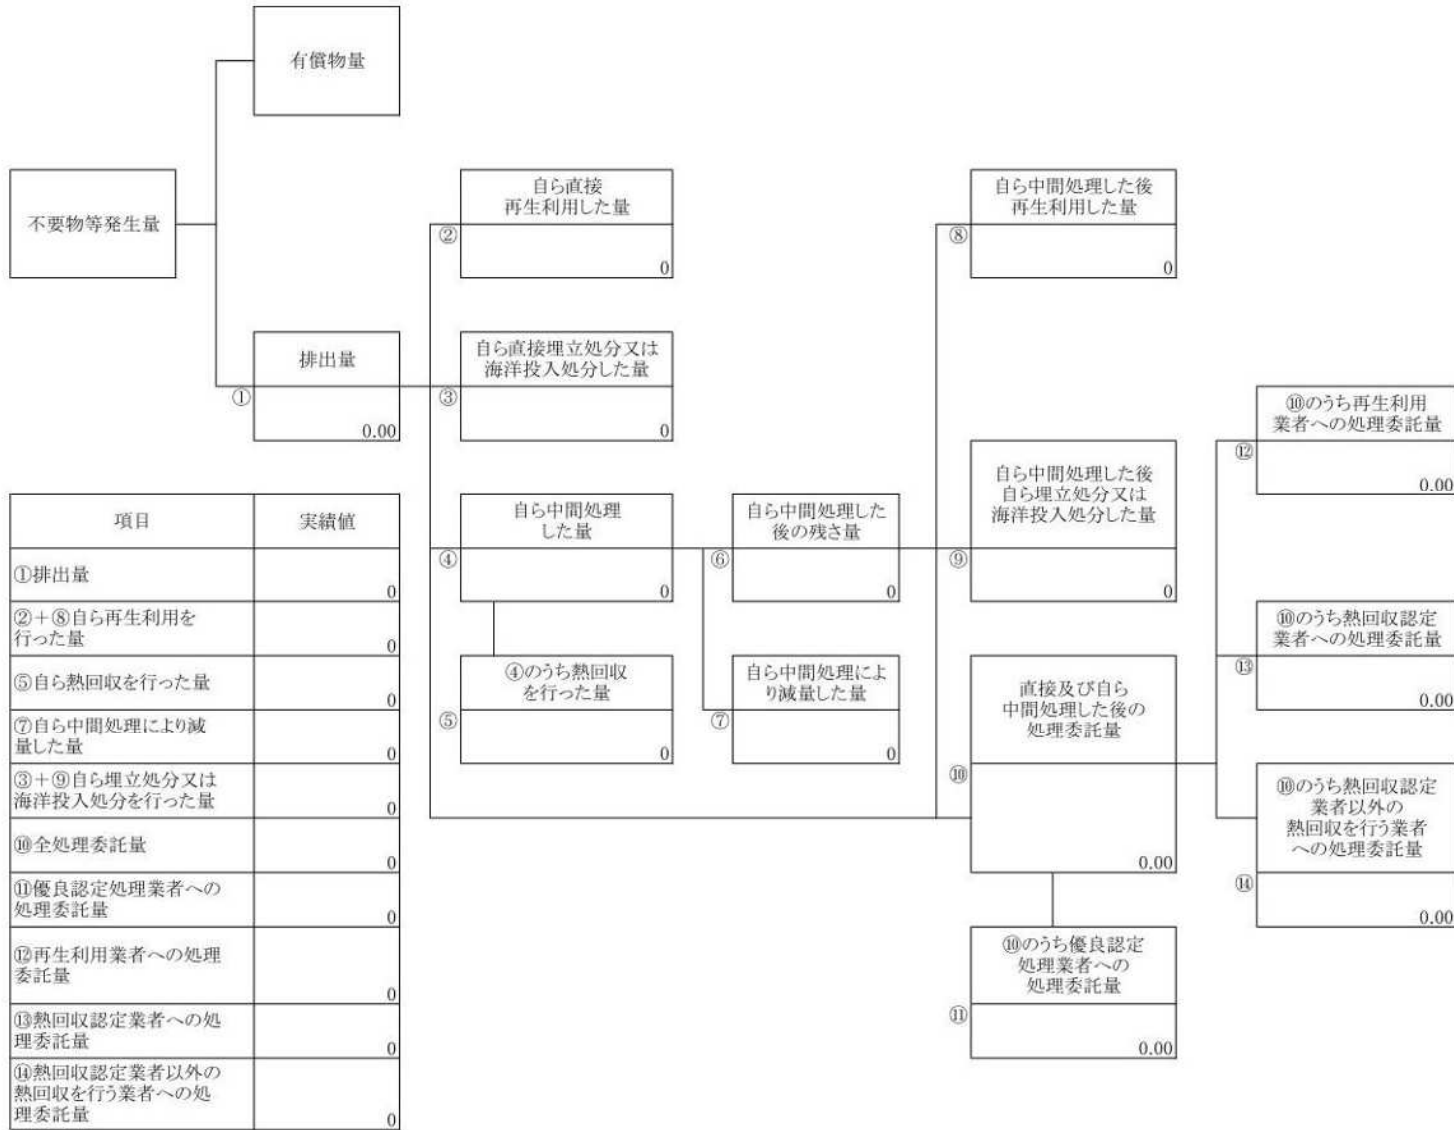 有償物量
不要物等発生量
自ら直接
再生利用した量
②
0
自ら中間処理した後
再生利用した量
⑧
0
排出量
①
0.00
自ら直接埋立処分又は
海洋投入処分した量
③
0
⑩のうち再生利用
業者への処理委託量
⑫
0.00
自ら中間処理
した量
④
0
自ら中間処理した
後の残さ量
⑥
0
自ら中間処理した後
自ら埋立処分又は
海洋投入処分した量
⑨
0
⑩のうち熱回収認定
業者への処理委託量
⑬
0.00
④のうち熱回収
を行った量
⑤
0
自ら中間処理によ
り減量した量
⑦
0
直接及び自ら
中間処理した後の
処理委託量
⑩
0.00
⑩のうち熱回収認定
業者以外の
熱回収を行う業者
への処理委託量
⑭
0.00
⑩のうち優良認定
処理業者への
処理委託量
⑪
0.00
項目 実績値
①排出量
0
②+⑧自ら再生利用を
行った量
0
⑤自ら熱回収を行った量
0
⑦自ら中間処理により減
量した量
0
③+⑨自ら埋立処分又は
海洋投入処分を行った量
0
⑩全処理委託量
0
⑪優良認定処理業者への
処理委託量
0
⑫再生利用業者への処理
委託量
0
⑬熱回収認定業者への処
理委託量
0
⑭熱回収認定業者以外の
熱回収を行う業者への処
理委託量
0